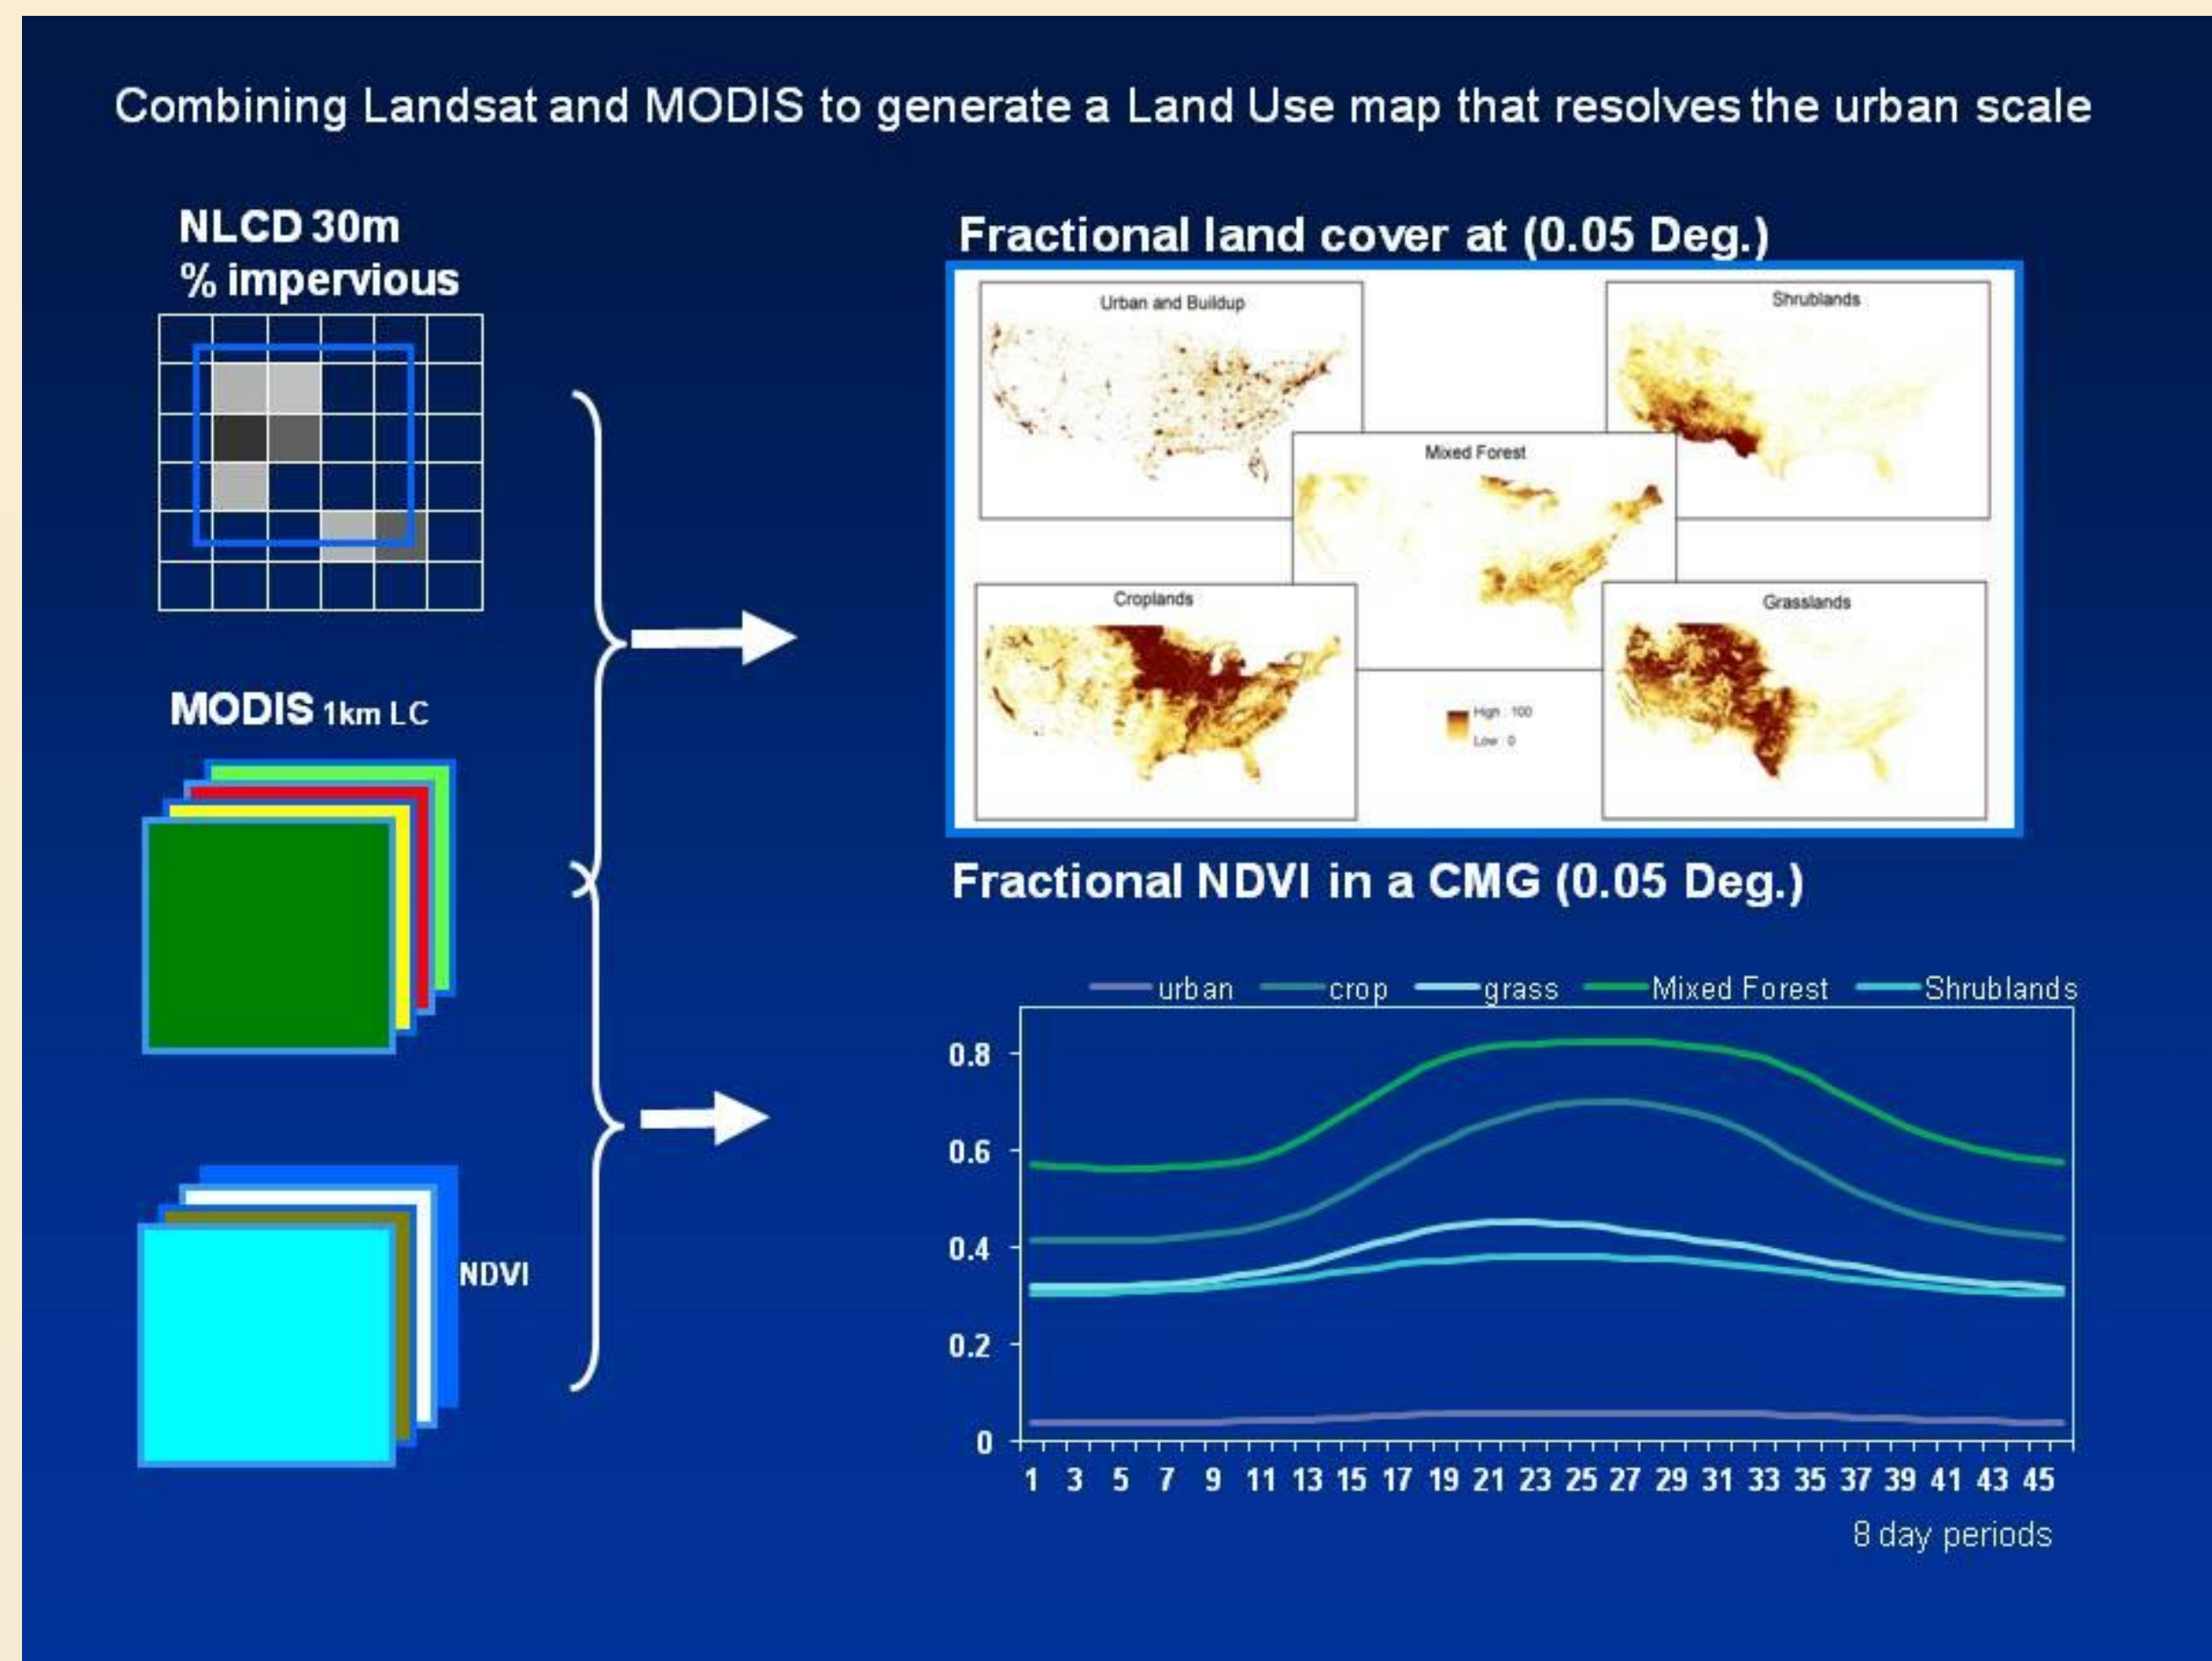 Combining Landsat and MODIS to generate a Land Use map that resolves the urban scale
NLCD 30m
% impervious
MODIS 1km LC
NDVI
Fractional land cover at (0.05 Deg.)
Urban and Buildup
Shrublands
Mixed Forest
Croplands
Grasslands
High : 100
Low : 0
Fractional NDVI in a CMG (0.05 Deg.)
urban crop grass Mixed Forest Shrublands
0.8
0.6
0.4
0.2
0
1 3 5 7 9 11 13 15 17 19 21 23 25 27 29 31 33 35 37 39 41 43 45
8 day periods